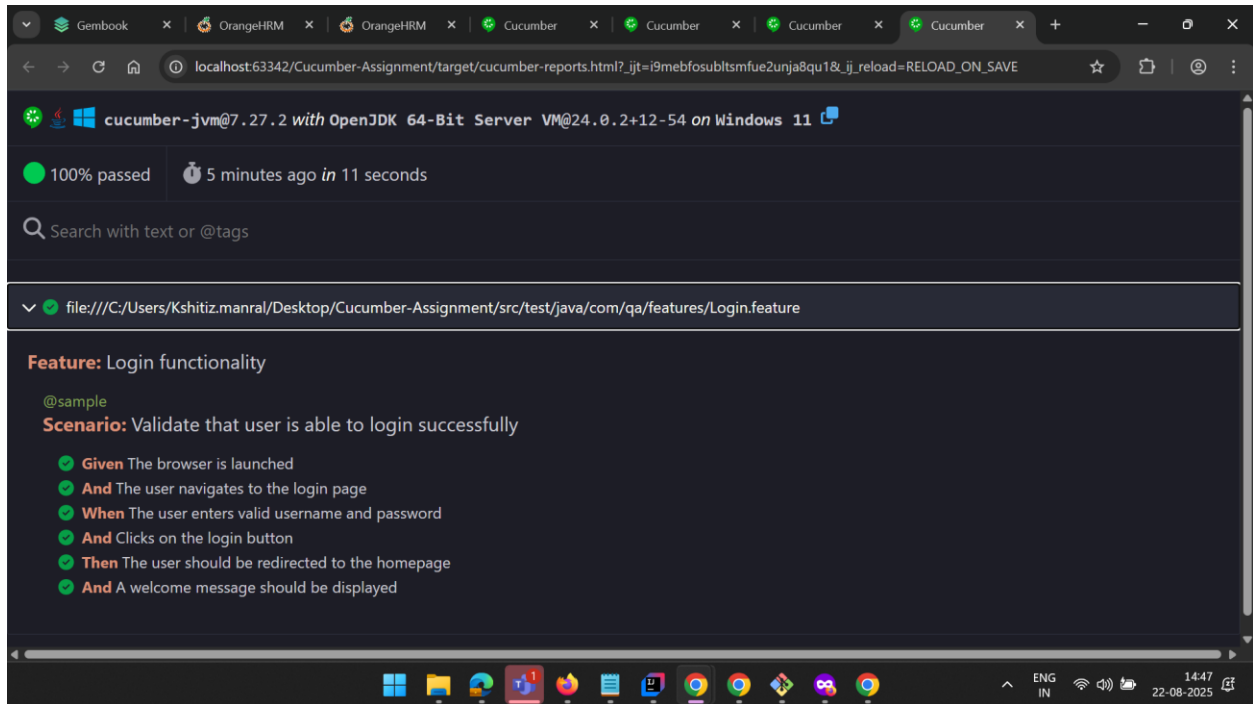 Gembook
OrangeHRM
OrangeHRM
Cucumber
Cucumber
Cucumber
Cucumber
localhost:63342/Cucumber-Assignment/target/cucumber-reports.html?_ijt=i9mebfosubltsmfue2unja8qu1&_ij_reload=RELOAD_ON_SAVE
cucumber-jvm@7.27.2 with OpenJDK 64-Bit Server VM@24.0.2+12-54 on Windows 11
100% passed
5 minutes ago in 11 seconds
Search with text or @tags
file:///C:/Users/Kshitiz.manral/Desktop/Cucumber-Assignment/src/test/java/com/qa/features/Login.feature
Feature: Login functionality
@sample
Scenario: Validate that user is able to login successfully
Given The browser is launched
And The user navigates to the login page
When The user enters valid username and password
And Clicks on the login button
Then The user should be redirected to the homepage
And A welcome message should be displayed
1
ENG
IN
14:47
22-08-2025